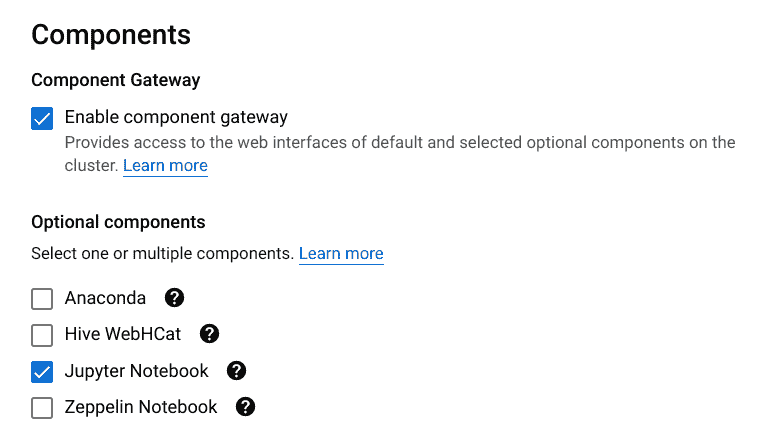 Components
Component Gateway
Enable component gateway
Provides access to the web interfaces of default and selected optional components on the
cluster. Learn more
Optional components
Select one or multiple components. Learn more
Anaconda ?
Hive WebHCat ?
Jupyter Notebook ?
Zeppelin Notebook ?